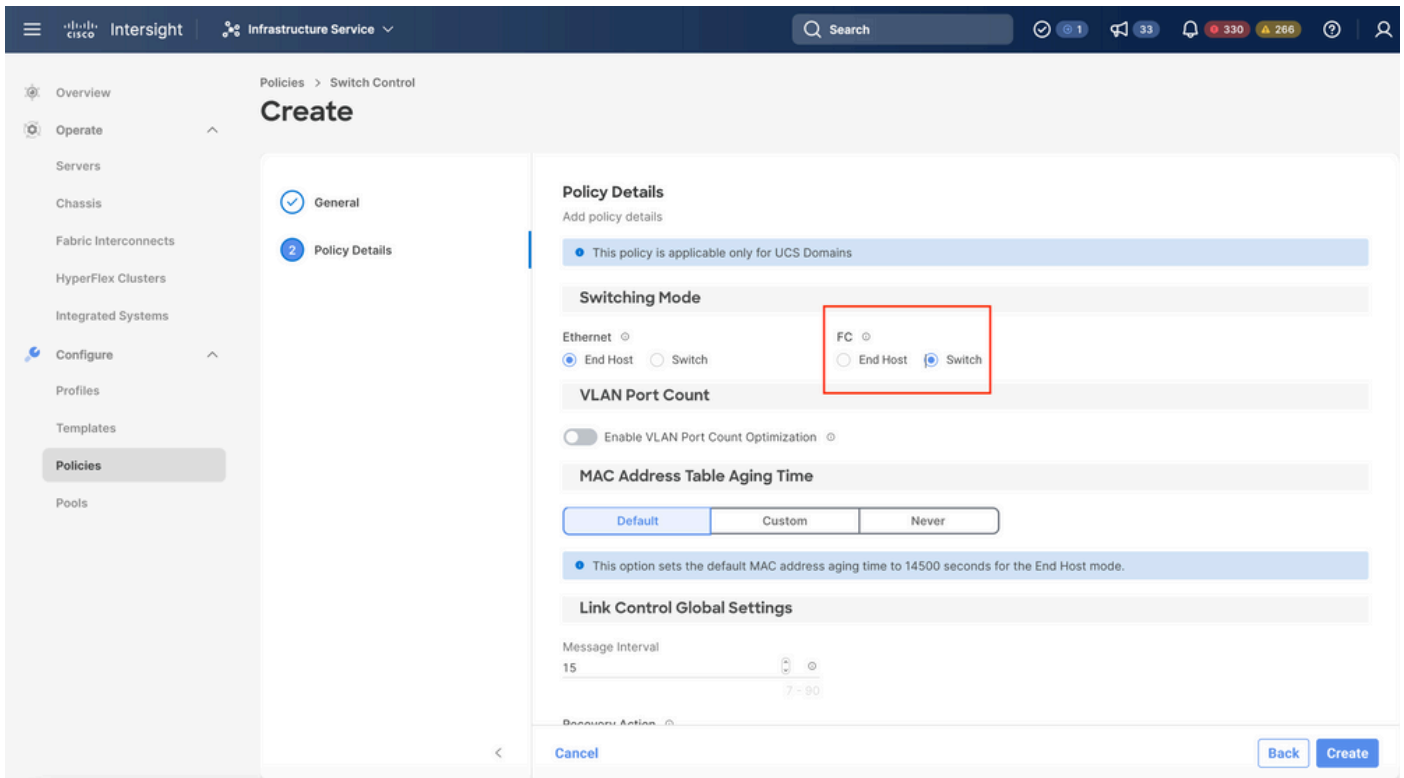 cisco Intersight Infrastructure Service Search 1 33 330 266
Overview
Operate
Servers
Chassis
Fabric Interconnects
HyperFlex Clusters
Integrated Systems
Configure
Profiles
Templates
Policies
Pools
Policies > Switch Control
Create
General
2 Policy Details
Policy Details
Add policy details
This policy is applicable only for UCS Domains
Switching Mode
Ethernet FC
End Host Switch End Host Switch
VLAN Port Count
Enable VLAN Port Count Optimization
MAC Address Table Aging Time
Default Custom Never
This option sets the default MAC address aging time to 14500 seconds for the End Host mode.
Link Control Global Settings
Message Interval
15
7 - 90
Recovery Action
< Cancel Back Create